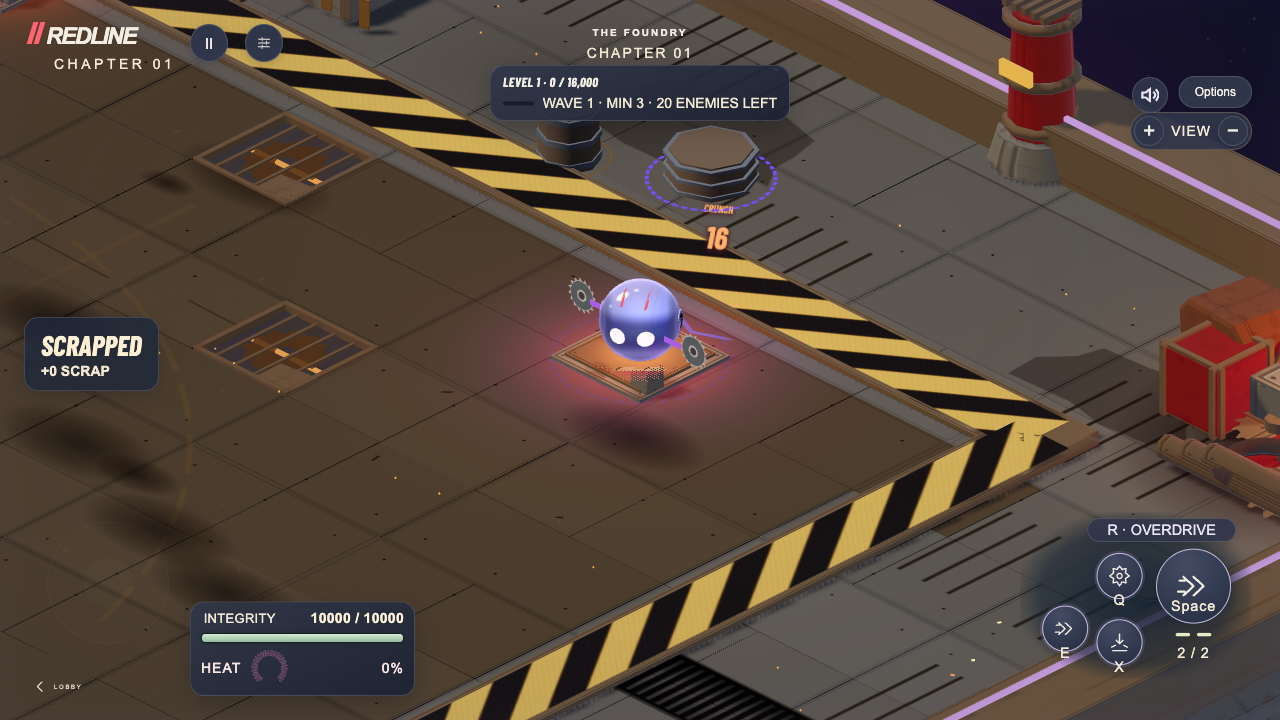 REDLINE
CHAPTER 01
THE FOUNDRY
CHAPTER 01
LEVEL 1 · 0 / 16,000
WAVE 1 · MIN 3 · 20 ENEMIES LEFT
Options
+ VIEW −
CRUNCH
16
SCRAPPED
+0 SCRAP
R · OVERDRIVE
Q
Space
E
X
2 / 2
INTEGRITY 10000 / 10000
HEAT 0%
LOBBY